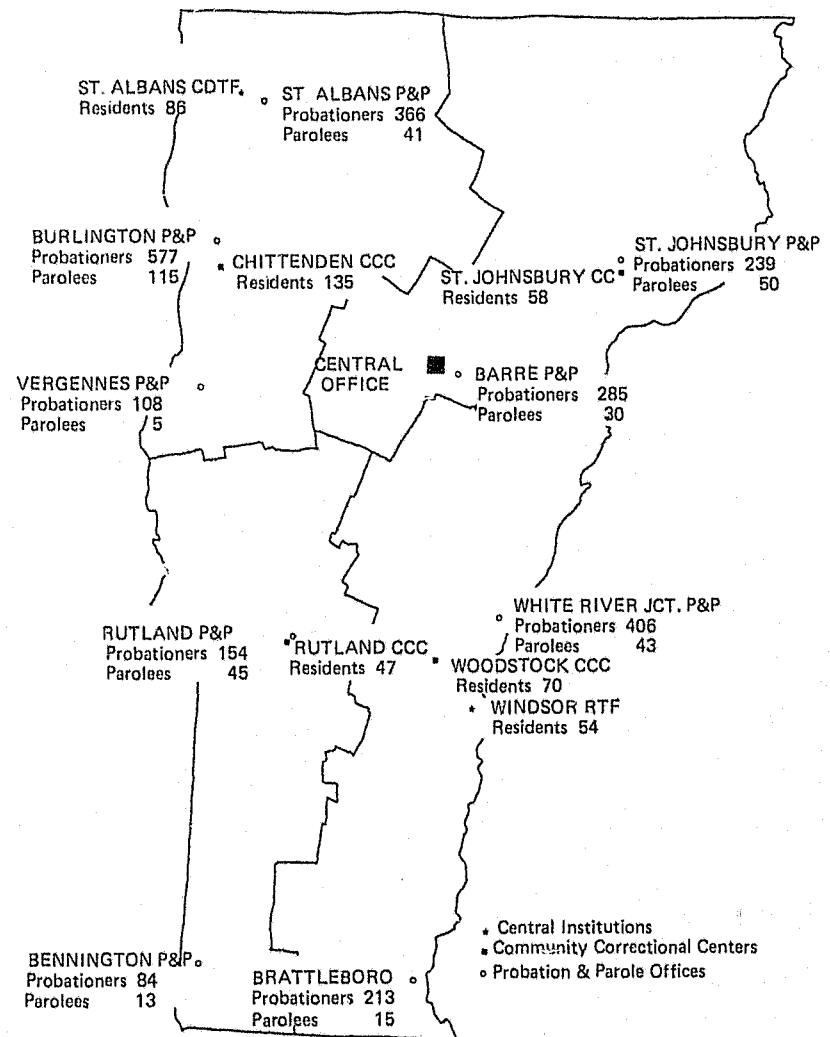 ST. ALBANS CDTF
Residents 86
ST ALBANS P&P
Probationers 366
Parolees 41
BURLINGTON P&P
Probationers 577
Parolees 115
CHITTENDEN CCC
Residents 135
ST. JOHNSBURY CC
Residents 58
ST. JOHNSBURY P&P
Probationers 239
Parolees 50
VERGENNES P&P
Probationers 108
Parolees 5
CENTRAL
OFFICE
BARRE P&P
Probationers 285
Parolees 30
RUTLAND P&P
Probationers 154
Parolees 45
RUTLAND CCC
Residents 47
WHITE RIVER JCT. P&P
Probationers 406
Parolees 43
WOODSTOCK CCC
Residents 70
WINDSOR RTF
Residents 54
BENNINGTON P&P
Probationers 84
Parolees 13
BRATTLEBORO
Probationers 213
Parolees 15
Central Institutions
Community Correctional Centers
Probation & Parole Offices